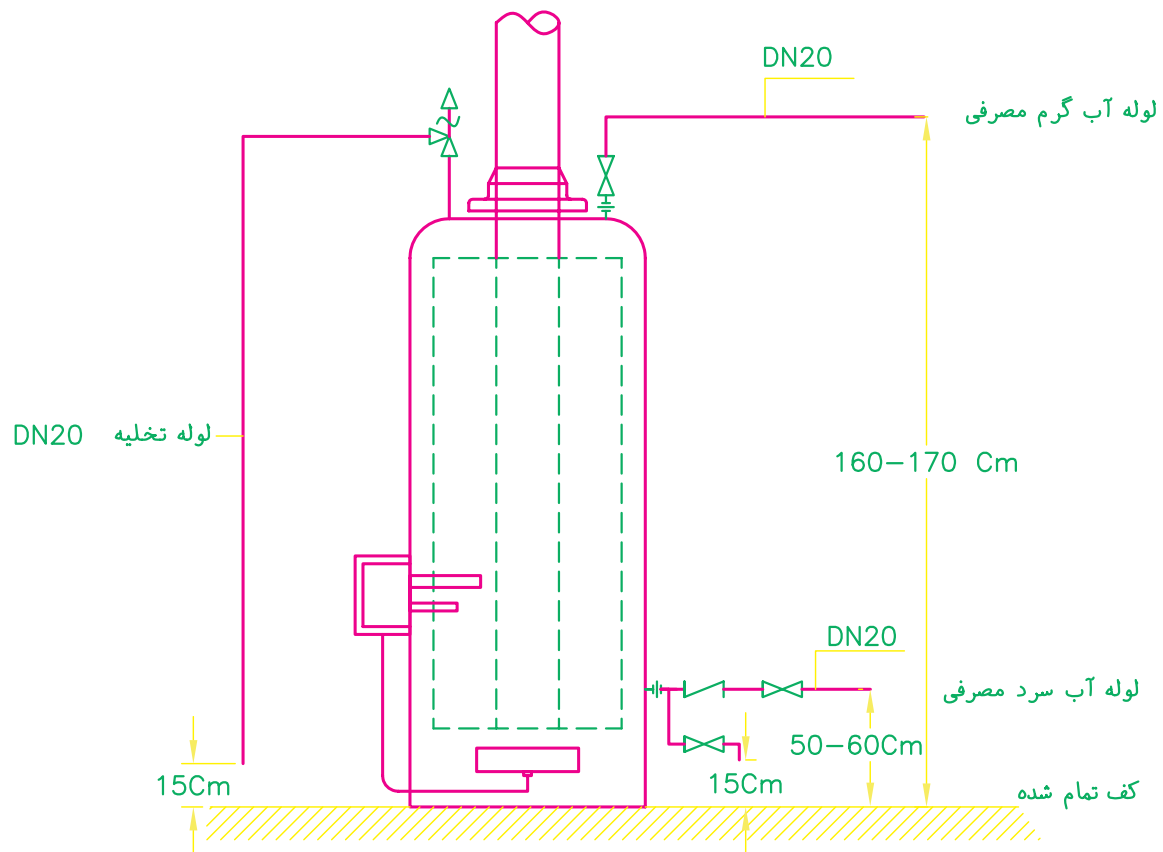 DN20
لوله آب گرم مصرفی
DN20 لوله تخلیه
160-170 Cm
DN20
لوله آب سرد مصرفی
50-60Cm
15Cm
15Cm
کف تمام شده